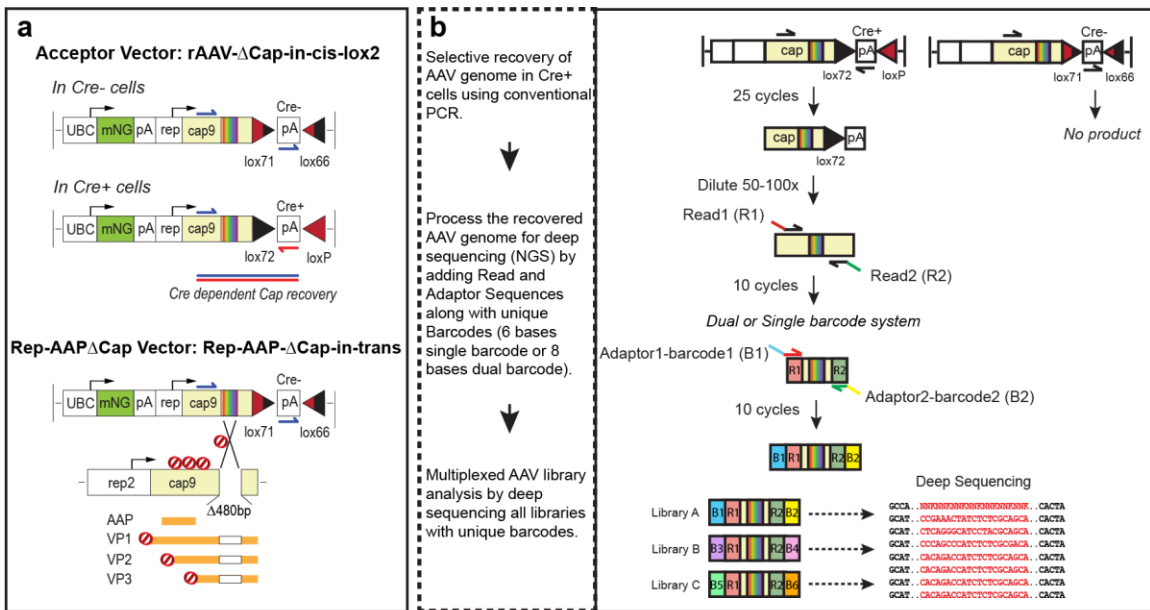 a
Acceptor Vector: rAAV-ΔCap-in-cis-lox2
In Cre- cells
Cre-
UBC mNG pA rep cap9 pA
lox71 lox66
In Cre+ cells
Cre+
UBC mNG pA rep cap9 pA
lox72 loxP
Cre dependent Cap recovery
Rep-AAPΔCap Vector: Rep-AAP-ΔCap-in-trans
Cre-
UBC mNG pA rep cap9 pA
lox71 lox66
rep2 cap9
Δ480bp
AAP
VP1
VP2
VP3
b
Selective recovery of
AAV genome in Cre+
cells using conventional
PCR.
Process the recovered
AAV genome for deep
sequencing (NGS) by
adding Read and
Adaptor Sequences
along with unique
Barcodes (6 bases
single barcode or 8
bases dual barcode).
Multiplexed AAV library
analysis by deep
sequencing all libraries
with unique barcodes.
Cre+
cap pA
lox72 loxP
Cre-
cap pA
lox71 lox66
25 cycles
No product
cap pA
lox72
Dilute 50-100x
Read1 (R1)
Read2 (R2)
10 cycles
Dual or Single barcode system
Adaptor1-barcode1 (B1)
R1 R2
Adaptor2-barcode2 (B2)
10 cycles
B1 R1 R2 B2
Deep Sequencing
Library A B1 R1 R2 B2
Library B B3 R1 R2 B4
Library C B5 R1 R2 B6
GCCA..NNKNNKNNKNNKNNKNNKNNK..CACTA
GCAT..CCGAAACTATCTCTCGCAGCA..CACTA
GCAT..CTCAGGGCATCCTACGCAGCA..CACTA
GCAT..CCCAGCCCATCTCTCGCGACA..CACTA
GCAT..CACAGACCATCTCTCGCAGCA..CACTA
GCAT..CACAGACCATCTCTCGCAGCA..CACTA
GCAT..CACAGACCATCTCTCGCAGCA..CACTA
GCAT..CACAGACCATCTCTCGCAGCA..CACTA